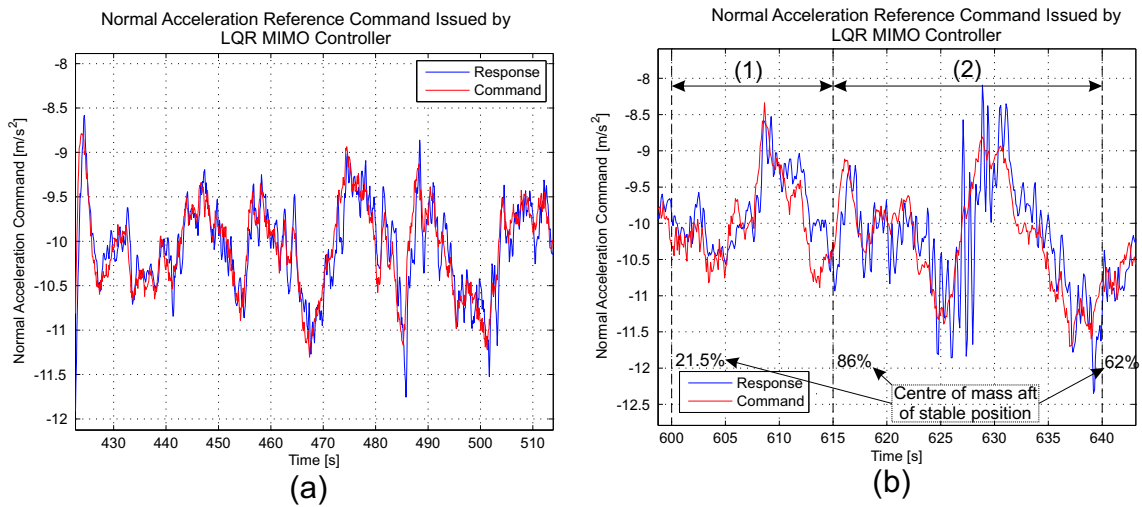 Normal Acceleration Reference Command Issued by
LQR MIMO Controller
-8
-8.5
-9
-9.5
-10
-10.5
-11
-11.5
-12
Normal Acceleration Command [m/s²]
Response
Command
430 440 450 460 470 480 490 500 510
Time [s]
(a)
Normal Acceleration Reference Command Issued by
LQR MIMO Controller
(1) (2)
-8
-8.5
-9
-9.5
-10
-10.5
-11
-11.5
-12
-12.5
Normal Acceleration Command [m/s²]
21.5% 86% 62%
Response
Command
Centre of mass aft
of stable position
600 605 610 615 620 625 630 635 640
Time [s]
(b)